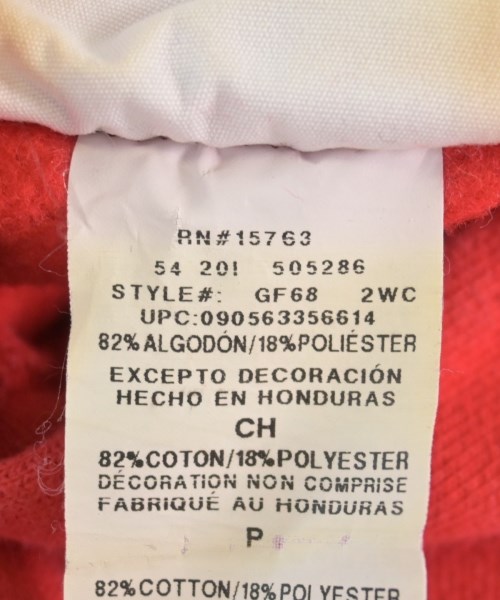 RN#15763
54 20! 505286
STYLE#: GF68 2WC
UPC:090563356614
82%ALGODÓN/18%POLIÉSTER
EXCEPTO DECORACIÓN
HECHO EN HONDURAS
CH
82%COTON/18%POLYESTER
DÉCORATION NON COMPRISE
FABRIQUÉ AU HONDURAS
P
82%COTTON/18%POLYESTER